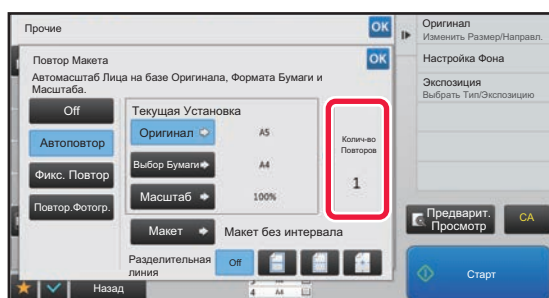 Прочие
OK
Повтор Макета
OK
Автомасштаб Лица на базе Оригинала, Формата Бумаги и
Масштаба.
Off
Автоповтор
Фикс. Повтор
Повтор.Фотогр.
Текущая Установка
Оригинал
A5
Выбор Бумаги
A4
Масштаб
100%
Колич-во
Повторов
1
Макет
Макет без интервала
Разделительная
линия
Off
Назад
4 A4
Оригинал
Изменить Размер/Направл.
Настройка Фона
Экспозиция
Выбрать Тип/Экспозицию
Предварит.
Просмотр
CA
Старт